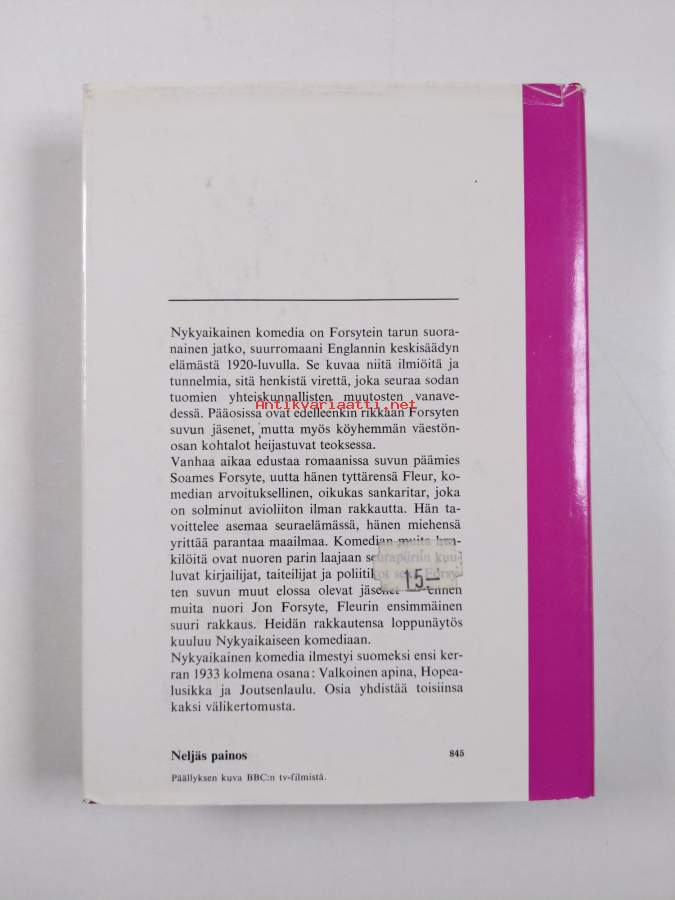 Nykyaikainen komedia on Forsytein tarun suora-
nainen jatko, suurromaani Englannin keskisäädyn
elämästä 1920-luvulla. Se kuvaa niitä ilmiöitä ja
tunnelmia, sitä henkistä virettä, joka seuraa sodan
tuomien yhteiskunnallisten muutosten vanave-
Antikvariaatti.net
dessä. Pääosissa ovat edelleenkin rikkaan Forsyten
suvun jäsenet, mutta myös köyhemmän väestön-
osan kohtalot heijastuvat teoksessa.
Vanhaa aikaa edustaa romaanissa suvun päämies
Soames Forsyte, uutta hänen tyttärensä Fleur, ko-
median arvoituksellinen, oikukas sankaritar, joka
on solminut avioliiton ilman rakkautta. Hän ta-
voittelee asemaa seuraelämässä, hänen miehensä
yrittää parantaa maailmaa. Komedian muita hen-
kilöitä ovat nuoren parin laajaan seurapiiriin kuu-
luvat kirjailijat, taiteilijat ja
15—
ten suvun muut elossa olevat jäsenet — ennen
muita nuori Jon Forsyte, Fleurin ensimmäinen
suuri rakkaus. Heidän rakkautensa loppunäytös
kuuluu Nykyaikaiseen komediaan.
Nykyaikainen komedia ilmestyi suomeksi ensi ker-
ran 1933 kolmena osana: Valkoinen apina, Hopea-
lusikka ja Joutsenlaulu. Osia yhdistää toisiinsa
kaksi välikertomusta.
Neljäs painos 845
Päällyksen kuva BBC:n tv-filmistä.